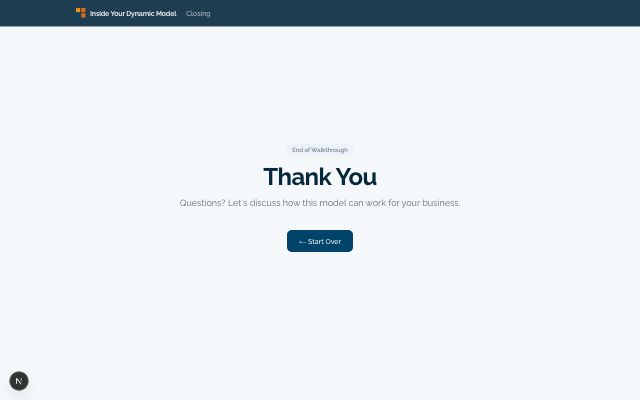 Inside Your Dynamic Model Closing
End of Walkthrough
Thank You
Questions? Let's discuss how this model can work for your business.
← Start Over
N